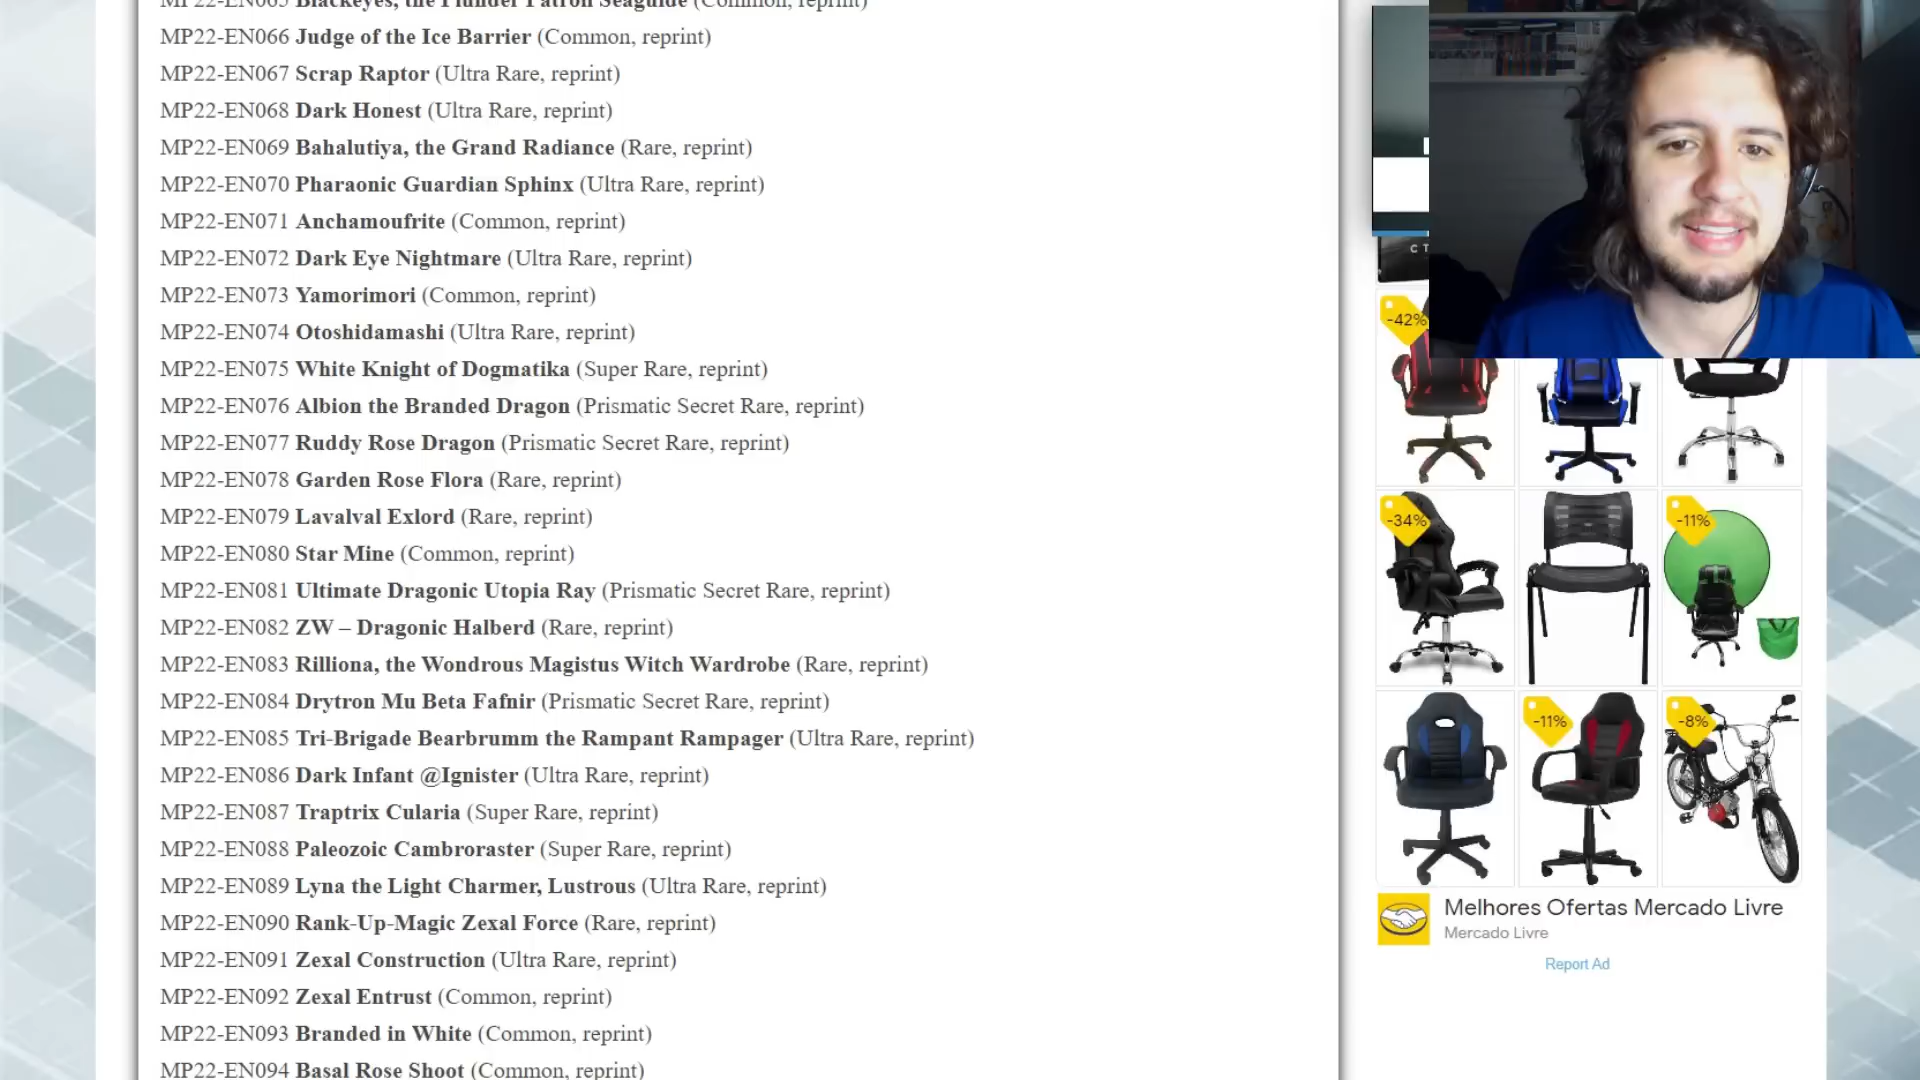 MP22-EN065 Blackeyes, the Plunder Patroll Seaguide (Common, reprint)
MP22-EN066 Judge of the Ice Barrier (Common, reprint)
MP22-EN067 Scrap Raptor (Ultra Rare, reprint)
MP22-EN068 Dark Honest (Ultra Rare, reprint)
MP22-EN069 Bahalutiya, the Grand Radiance (Rare, reprint)
MP22-EN070 Pharaonic Guardian Sphinx (Ultra Rare, reprint)
MP22-EN071 Anchamoufrite (Common, reprint)
MP22-EN072 Dark Eye Nightmare (Ultra Rare, reprint)
MP22-EN073 Yamorimori (Common, reprint)
MP22-EN074 Otoshidamashi (Ultra Rare, reprint)
MP22-EN075 White Knight of Dogmatika (Super Rare, reprint)
MP22-EN076 Albion the Branded Dragon (Prismatic Secret Rare, reprint)
MP22-EN077 Ruddy Rose Dragon (Prismatic Secret Rare, reprint)
MP22-EN078 Garden Rose Flora (Rare, reprint)
MP22-EN079 Lavalval Exlord (Rare, reprint)
MP22-EN080 Star Mine (Common, reprint)
MP22-EN081 Ultimate Dragonic Utopia Ray (Prismatic Secret Rare, reprint)
MP22-EN082 ZW – Dragonic Halberd (Rare, reprint)
MP22-EN083 Rilliona, the Wondrous Magistus Witch Wardrobe (Rare, reprint)
MP22-EN084 Drytron Mu Beta Fafnir (Prismatic Secret Rare, reprint)
MP22-EN085 Tri-Brigade Bearbrumm the Rampant Rampager (Ultra Rare, reprint)
MP22-EN086 Dark Infant @Ignister (Ultra Rare, reprint)
MP22-EN087 Traptrix Cularia (Super Rare, reprint)
MP22-EN088 Paleozoic Cambroraster (Super Rare, reprint)
MP22-EN089 Lyna the Light Charmer, Lustrous (Ultra Rare, reprint)
MP22-EN090 Rank-Up-Magic Zexal Force (Rare, reprint)
MP22-EN091 Zexal Construction (Ultra Rare, reprint)
MP22-EN092 Zexal Entrust (Common, reprint)
MP22-EN093 Branded in White (Common, reprint)
MP22-EN094 Basal Rose Shoot (Common, reprint)
C T
-42%
-34%
-11%
-11%
-8%
Melhores Ofertas Mercado Livre
Mercado Livre
Report Ad